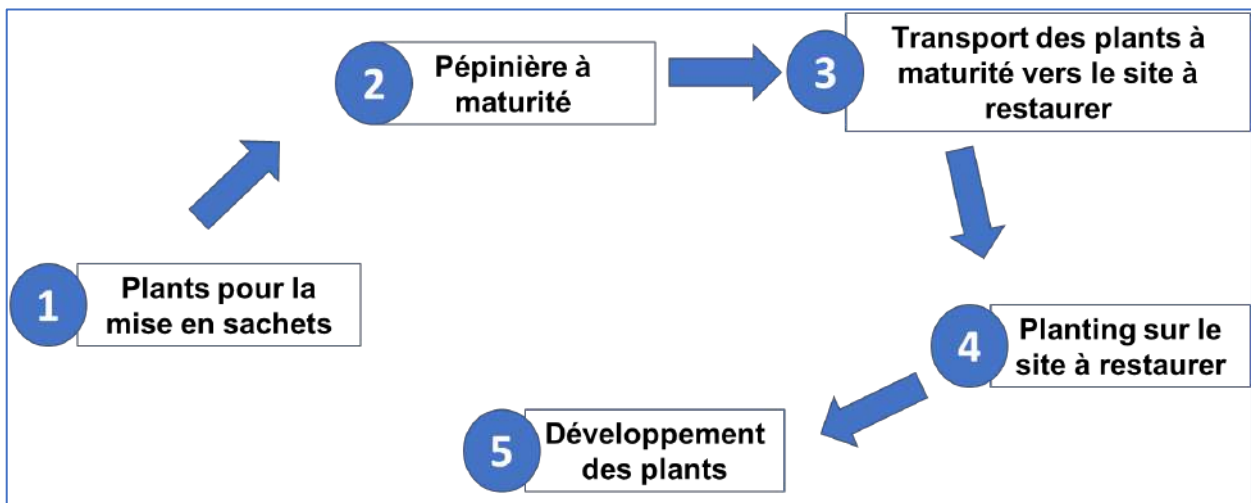 1
Plants pour la
mise en sachets
2
Pépinière à
maturité
3
Transport des plants à
maturité vers le site à
restaurer
4
Planting sur le
site à restaurer
5
Développement
des plants